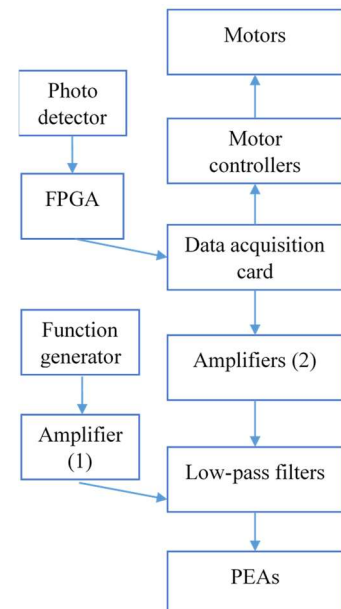 Motors
Photo
detector
Motor
controllers
FPGA
Data acquisition
card
Function
generator
Amplifiers (2)
Amplifier
(1)
Low-pass filters
PEAs